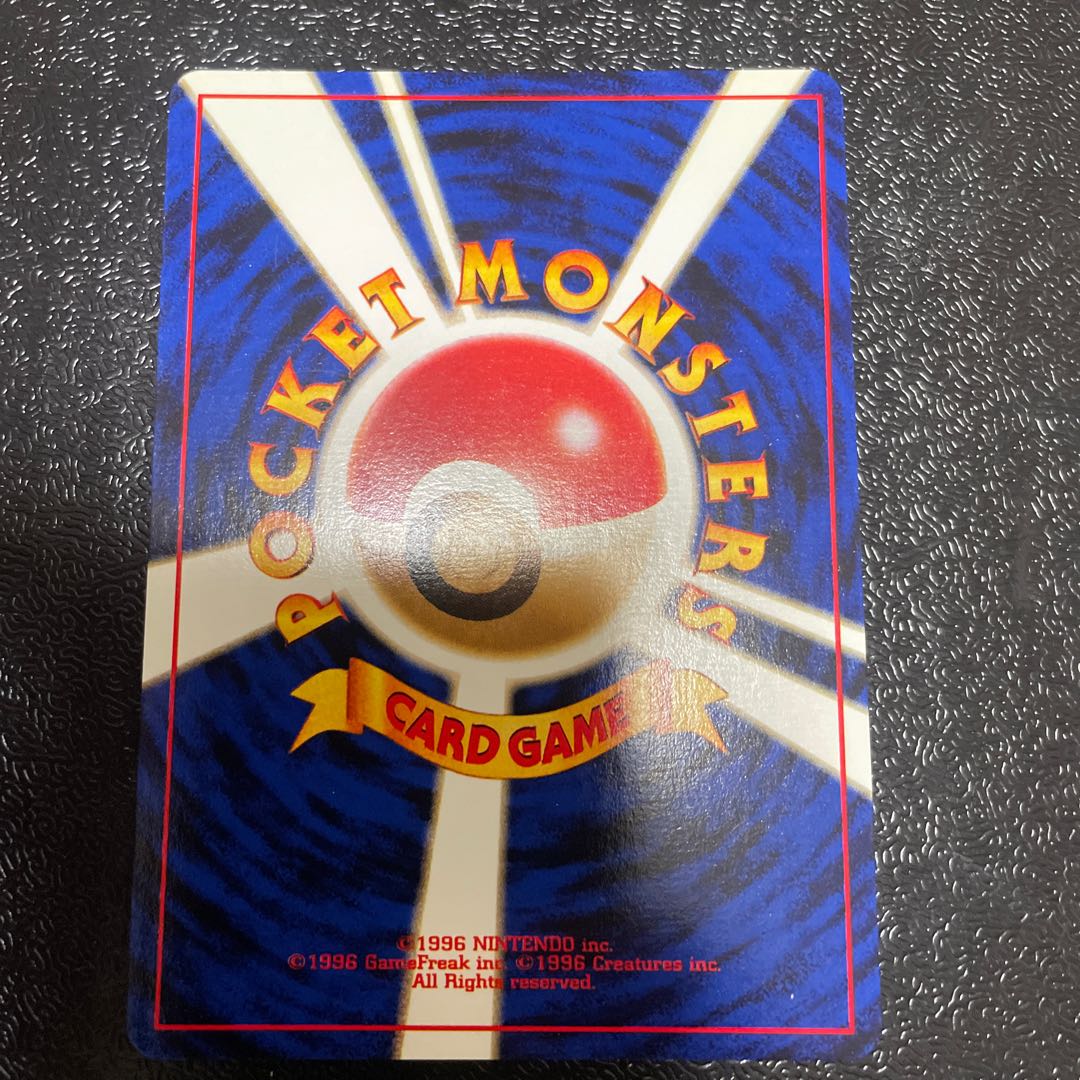 POCKET MONSTERS
CARD GAME
©1996 NINTENDO inc.
©1996 GameFreak inc. ©1996 Creatures inc.
All Rights reserved.